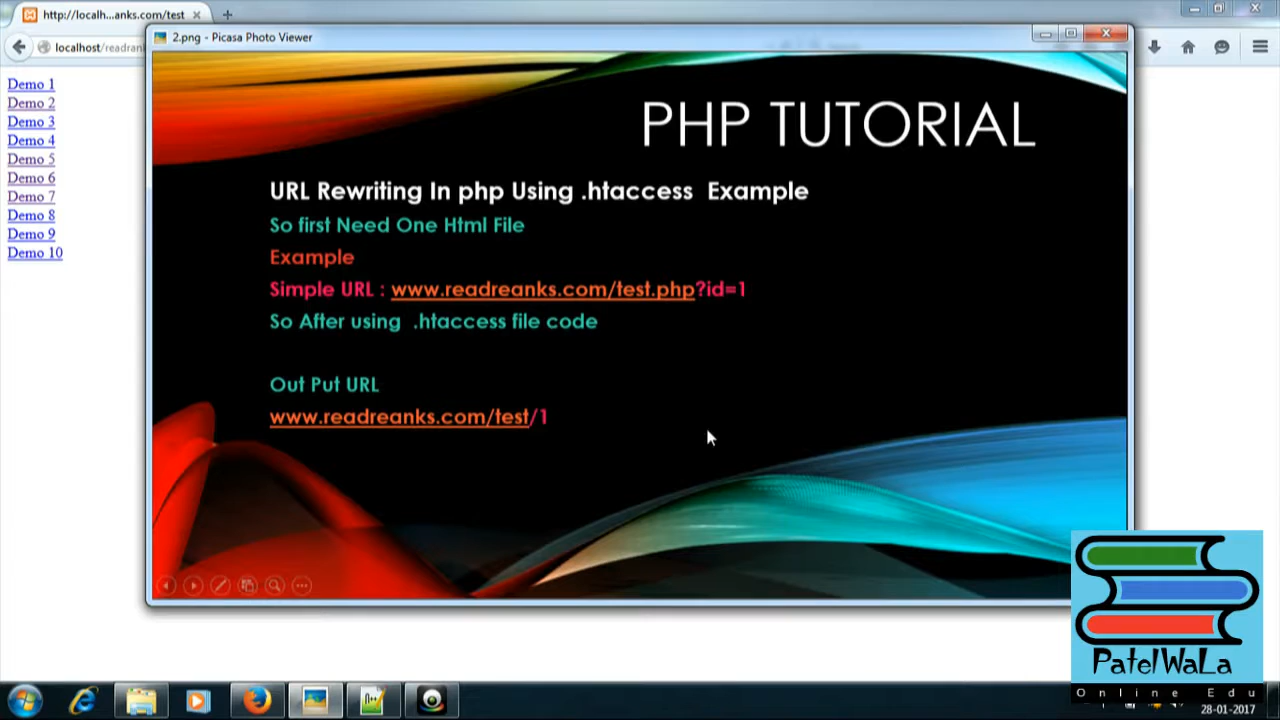 http://localh...anks.com/test
localhost/readrank
Demo 1
Demo 2
Demo 3
Demo 4
Demo 5
Demo 6
Demo 7
Demo 8
Demo 9
Demo 10
2.png - Picasa Photo Viewer
PHP TUTORIAL
URL Rewriting In php Using .htaccess Example
So first Need One Html File
Example
Simple URL : www.readreanks.com/test.php?id=1
So After using .htaccess file code
Out Put URL
www.readreanks.com/test/1
PatelWaLa
Online Edu
28-01-2017